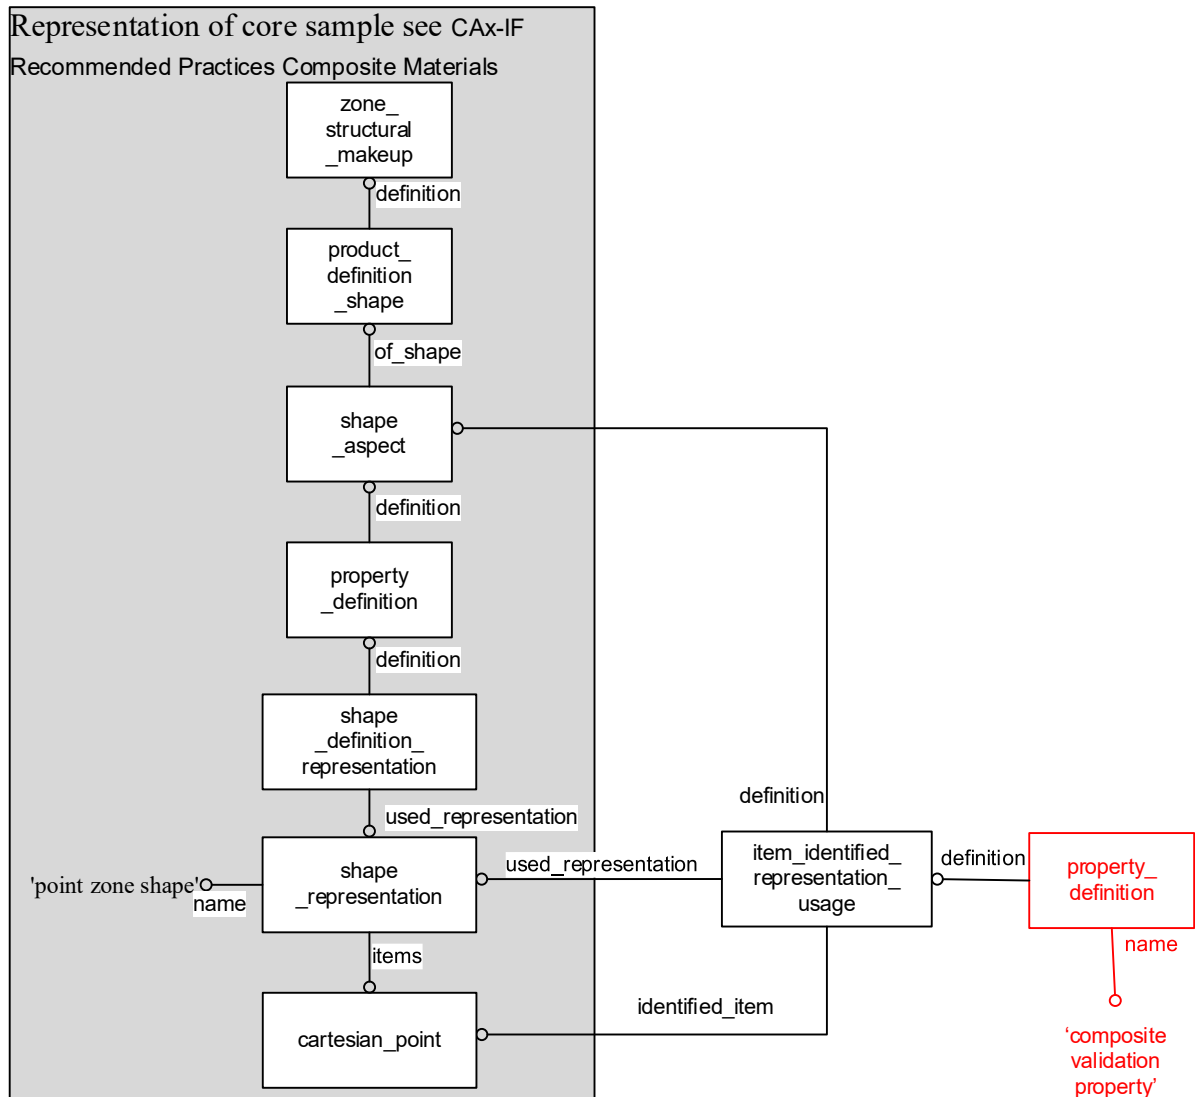 Representation of core sample see CAx-IF
Recommended Practices Composite Materials
zone_
structural
_makeup
definition
product_
definition
_shape
of_shape
shape
_aspect
definition
property
_definition
definition
shape
_definition_
representation
used_representation
shape
_representation
'point zone shape'
name
items
cartesian_point
definition
used_representation
item_identified_
representation_
usage
identified_item
definition
property_
definition
name
‘composite
validation
property’